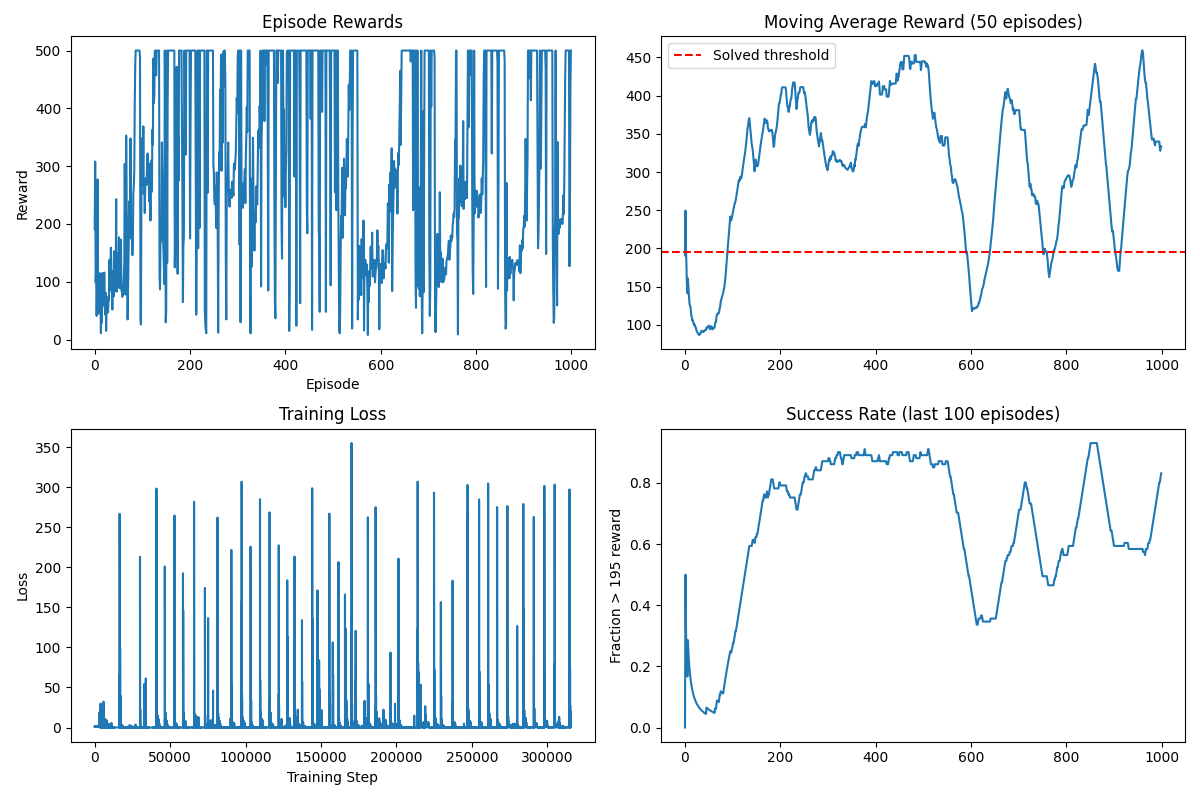 Episode Rewards
Reward
500
400
300
200
100
0
0 200 400 600 800 1000
Episode
Moving Average Reward (50 episodes)
Solved threshold
450
400
350
300
250
200
150
100
0 200 400 600 800 1000
Training Loss
Loss
350
300
250
200
150
100
50
0
0 50000 100000 150000 200000 250000 300000
Training Step
Success Rate (last 100 episodes)
Fraction > 195 reward
0.8
0.6
0.4
0.2
0.0
0 200 400 600 800 1000